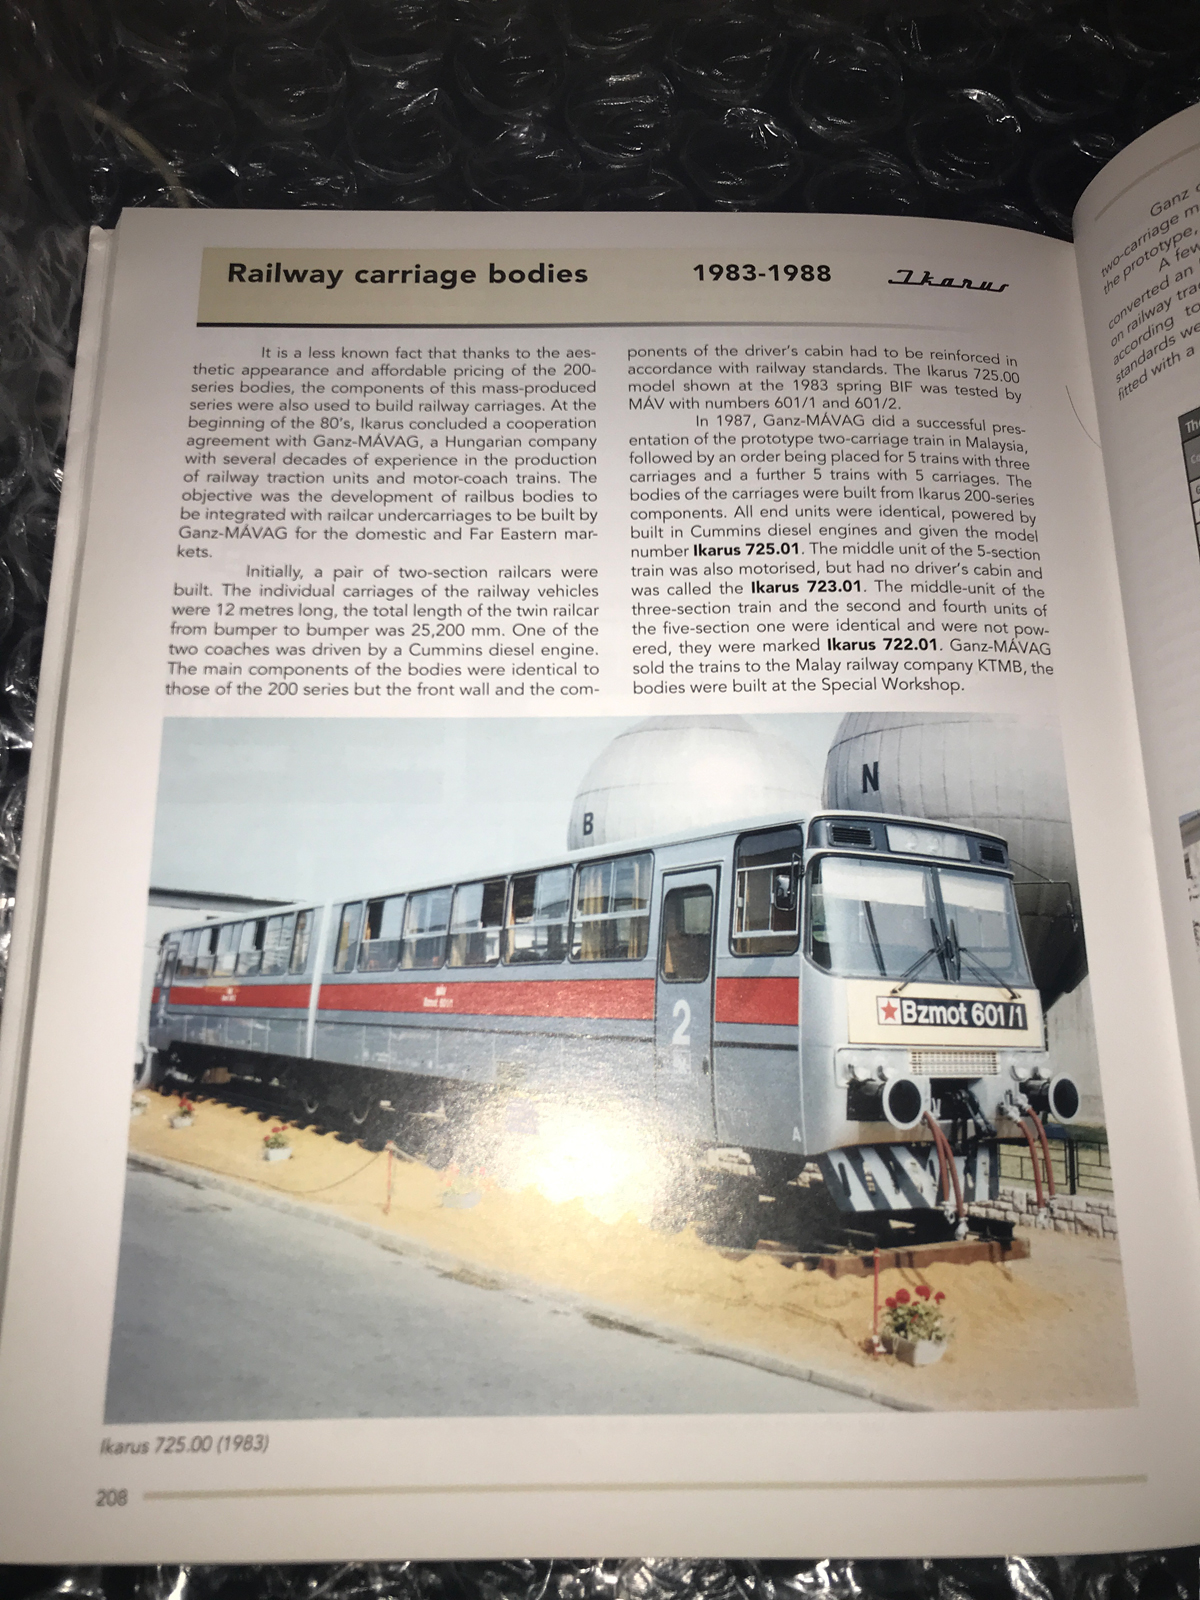 Railway carriage bodies 1983-1988 Ikarus
It is a less known fact that thanks to the aes-
thetic appearance and affordable pricing of the 200-
series bodies, the components of this mass-produced
series were also used to build railway carriages. At the
beginning of the 80's, Ikarus concluded a cooperation
agreement with Ganz-MÁVAG, a Hungarian company
with several decades of experience in the production
of railway traction units and motor-coach trains. The
objective was the development of railbus bodies to
be integrated with railcar undercarriages to be built by
Ganz-MÁVAG for the domestic and Far Eastern mar-
kets.
Initially, a pair of two-section railcars were
built. The individual carriages of the railway vehicles
were 12 metres long, the total length of the twin railcar
from bumper to bumper was 25,200 mm. One of the
two coaches was driven by a Cummins diesel engine.
The main components of the bodies were identical to
those of the 200 series but the front wall and the com-
ponents of the driver's cabin had to be reinforced in
accordance with railway standards. The Ikarus 725.00
model shown at the 1983 spring BIF was tested by
MÁV with numbers 601/1 and 601/2.
In 1987, Ganz-MÁVAG did a successful pres-
entation of the prototype two-carriage train in Malaysia,
followed by an order being placed for 5 trains with three
carriages and a further 5 trains with 5 carriages. The
bodies of the carriages were built from Ikarus 200-series
components. All end units were identical, powered by
built in Cummins diesel engines and given the model
number Ikarus 725.01. The middle unit of the 5-section
train was also motorised, but had no driver's cabin and
was called the Ikarus 723.01. The middle-unit of the
three-section train and the second and fourth units of
the five-section one were identical and were not pow-
ered, they were marked Ikarus 722.01. Ganz-MÁVAG
sold the trains to the Malay railway company KTMB, the
bodies were built at the Special Workshop.
B
N
Bzmot 601/1
2
A
Ikarus 725.00 (1983)
208
Ganz
two-carriage
the prototype,
A few
converted an
on railway
according to
standards
fitted with a